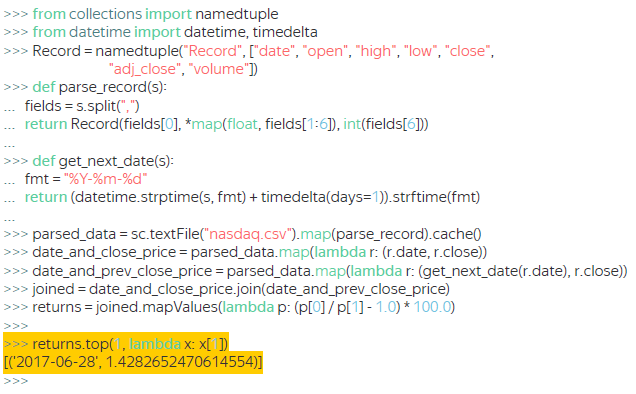 >>> from collections import namedtuple
>>> from datetime import datetime, timedelta
>>> Record = namedtuple("Record", ["date", "open", "high", "low", "close",
"adj_close", "volume"])
>>> def parse_record(s):
... fields = s.split(",")
... return Record(fields[0], *map(float, fields[1:6]), int(fields[6]))
...
>>> def get_next_date(s):
... fmt = "%Y-%m-%d"
... return (datetime.strptime(s, fmt) + timedelta(days=1)).strftime(fmt)
...
>>> parsed_data = sc.textFile("nasdaq.csv").map(parse_record).cache()
>>> date_and_close_price = parsed_data.map(lambda r: (r.date, r.close))
>>> date_and_prev_close_price = parsed_data.map(lambda r: (get_next_date(r.date), r.close))
>>> joined = date_and_close_price.join(date_and_prev_close_price)
>>> returns = joined.mapValues(lambda p: (p[0] / p[1] - 1.0) * 100.0)
>>>
>>> returns.top(1, lambda x: x[1])
[('2017-06-28', 1.4282652470614554)]
>>>